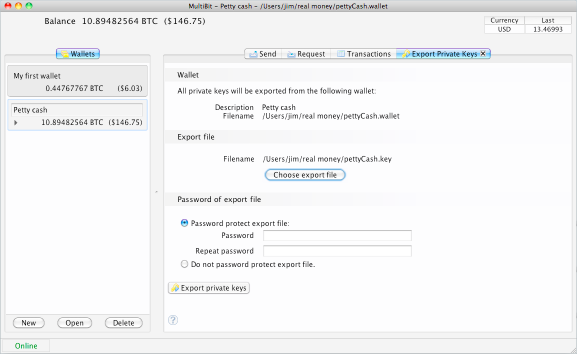 MultiBit - Petty cash - /Users/jim/real money/pettyCash.wallet
Balance 10.89482564 BTC ($146.75)
Currency Last
USD 13.46993
Wallets
Send Request Transactions Export Private Keys X
My first wallet
0.44767767 BTC ($6.03)
Petty cash
10.89482564 BTC ($146.75)
Wallet
All private keys will be exported from the following wallet:
Description Petty cash
Filename /Users/jim/real money/pettyCash.wallet
Export file
Filename /Users/jim/real money/pettyCash.key
Choose export file
Password of export file
Password protect export file:
Password
Repeat password
Do not password protect export file.
Export private keys
?
New Open Delete
Online